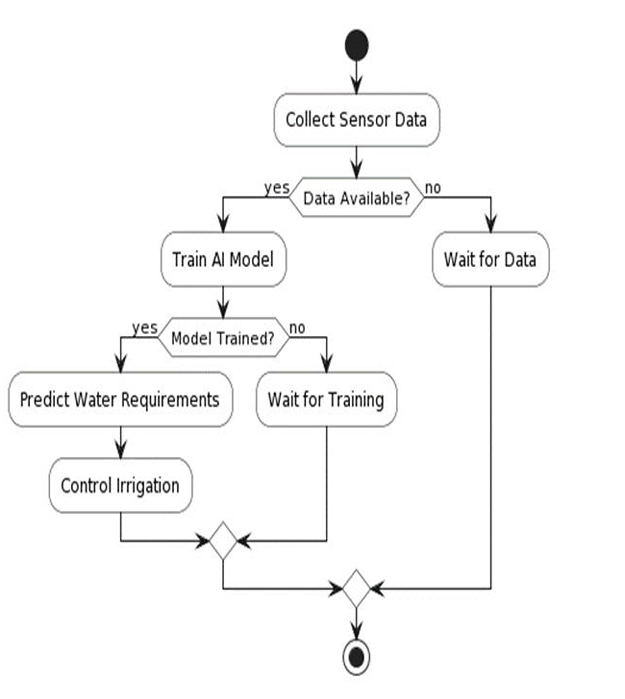 Collect Sensor Data
yes
Data Available?
no
Train AI Model
Wait for Data
yes
Model Trained?
no
Predict Water Requirements
Wait for Training
Control Irrigation